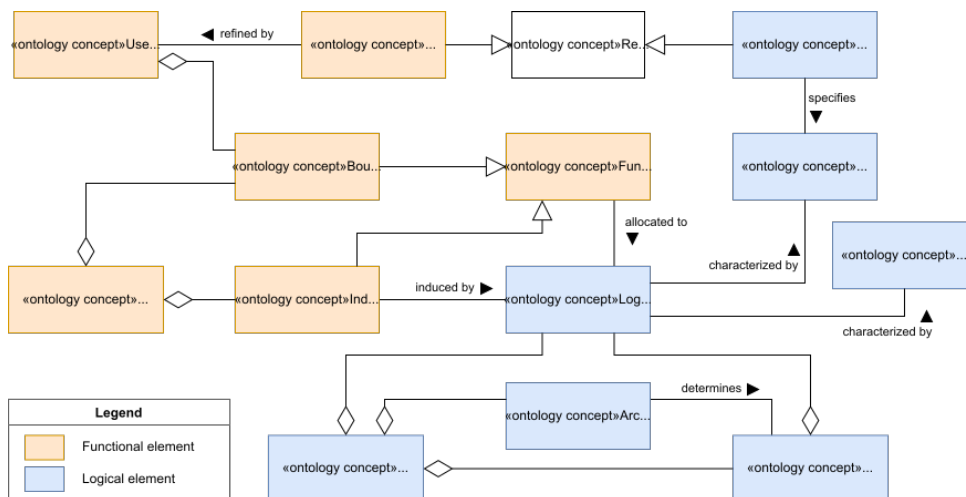 «ontology concept»Use...
refined by
«ontology concept»...
«ontology concept»Re...
«ontology concept»...
specifies
«ontology concept»Bou...
«ontology concept»Fun...
«ontology concept»...
allocated to
characterized by
«ontology concept»...
«ontology concept»...
«ontology concept»Ind...
induced by
«ontology concept»Log...
characterized by
determines
«ontology concept»Arc...
Legend
Functional element
Logical element
«ontology concept»...
«ontology concept»...